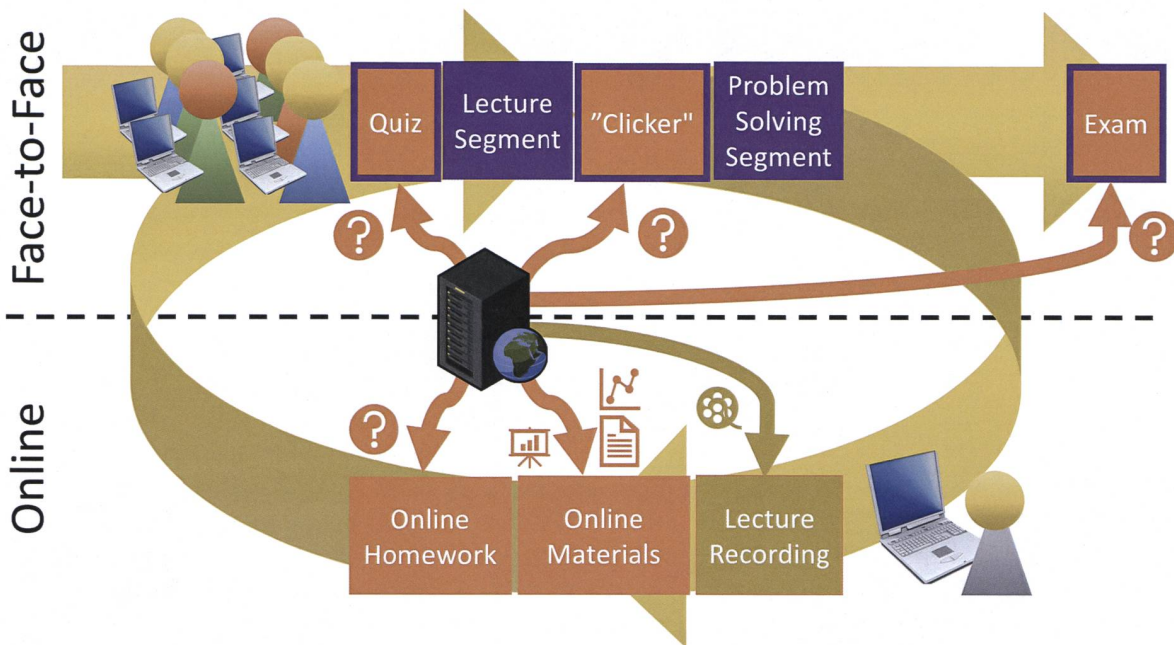 Face-to-Face
Quiz
Lecture
Segment
”Clicker"
Problem
Solving
Segment
Exam
?
?
?
Online
?
Online
Homework
Online
Materials
Lecture
Recording